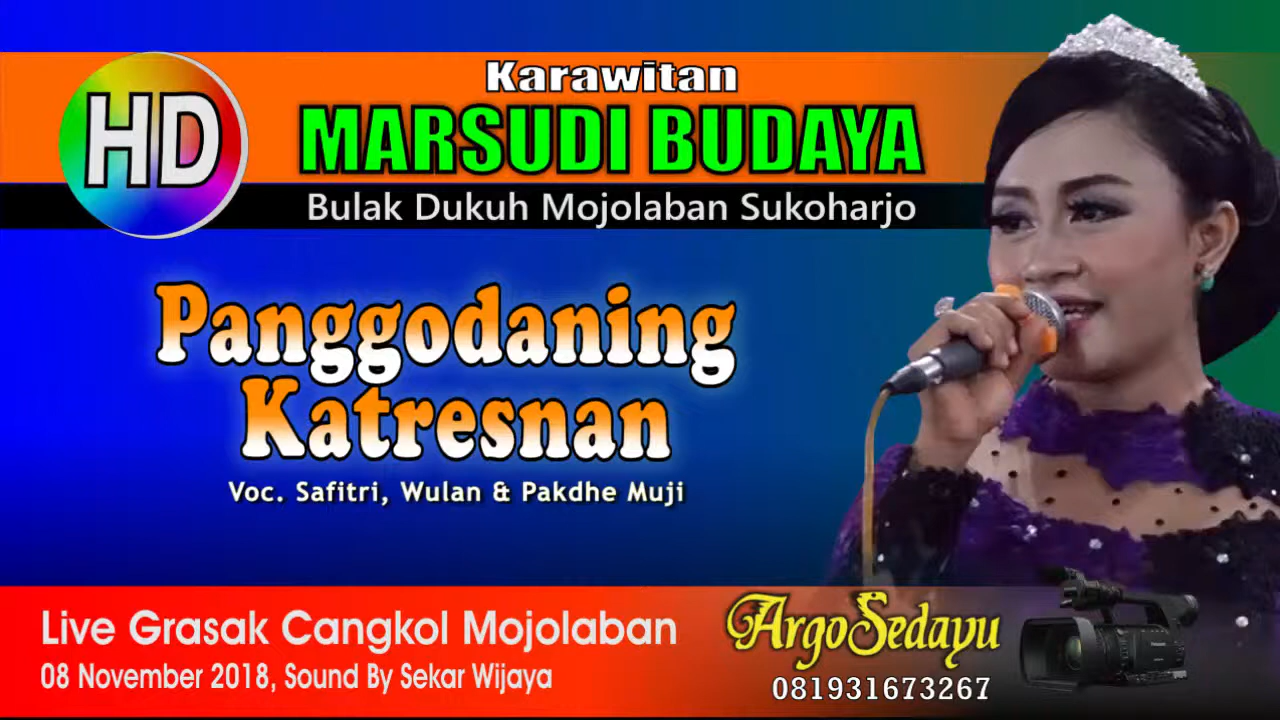 HD
Karawitan
MARSUDI BUDAYA
Bulak Dukuh Mojolaban Sukoharjo
Panggodaning
Katresnan
Voc. Safitri, Wulan & Pakdhe Muji
Live Grasak Cangkol Mojolaban
08 November 2018, Sound By Sekar Wijaya
ArgoSedayu
081931673267
Panasonic